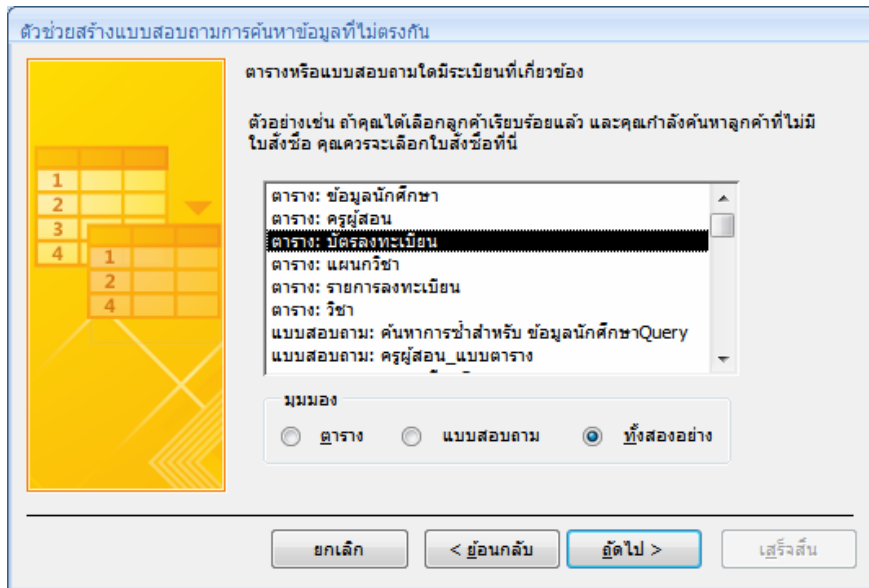 ตัวช่วยสร้างแบบสอบถามการค้นหาข้อมูลที่ไม่ตรงกัน
ตารางหรือแบบสอบถามใดมีระเบียนที่เกี่ยวข้อง
ตัวอย่างเช่น ถ้าคุณได้เลือกลูกค้าเรียบร้อยแล้ว และคุณกำลังค้นหาลูกค้าที่ไม่มี
ใบสั่งซื้อ คุณควรจะเลือกใบสั่งซื้อที่นี่
1
2
3
4
1
2
4
ตาราง: ข้อมูลนักศึกษา
ตาราง: ครูผู้สอน
ตาราง: บัตรลงทะเบียน
ตาราง: แผนกวิชา
ตาราง: รายการลงทะเบียน
ตาราง: วิชา
แบบสอบถาม: ค้นหาการซ้ำสำหรับ ข้อมูลนักศึกษาQuery
แบบสอบถาม: ครูผู้สอน_แบบตาราง
มุมมอง
ตาราง แบบสอบถาม ทั้งสองอย่าง
ยกเลิก < ย้อนกลับ ถัดไป > เสร็จสิ้น